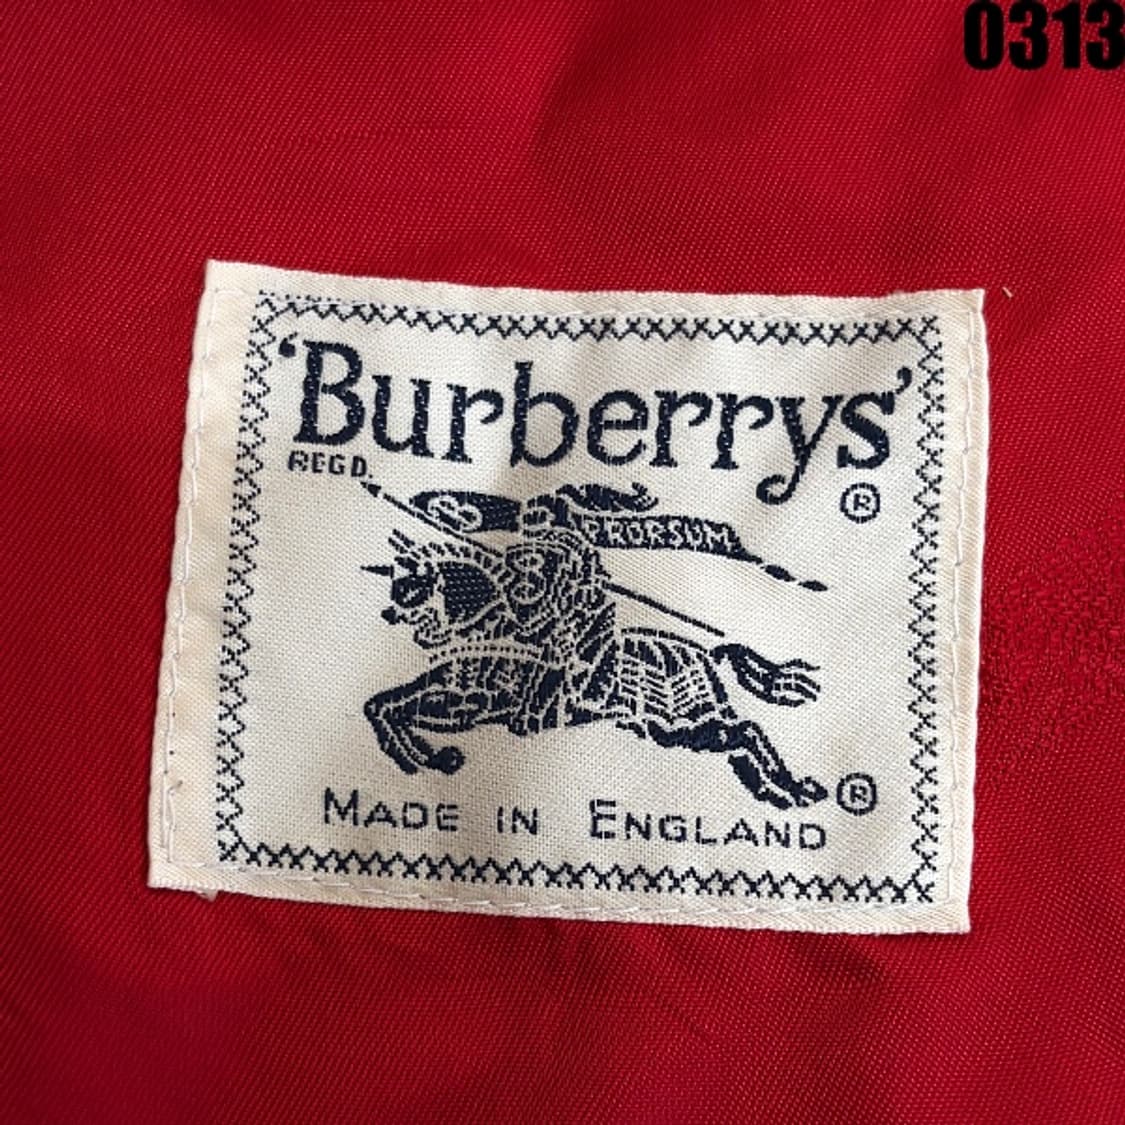 0313
‘Burberrys’
REGD.
®
PRORSUM
®
MADE IN ENGLAND